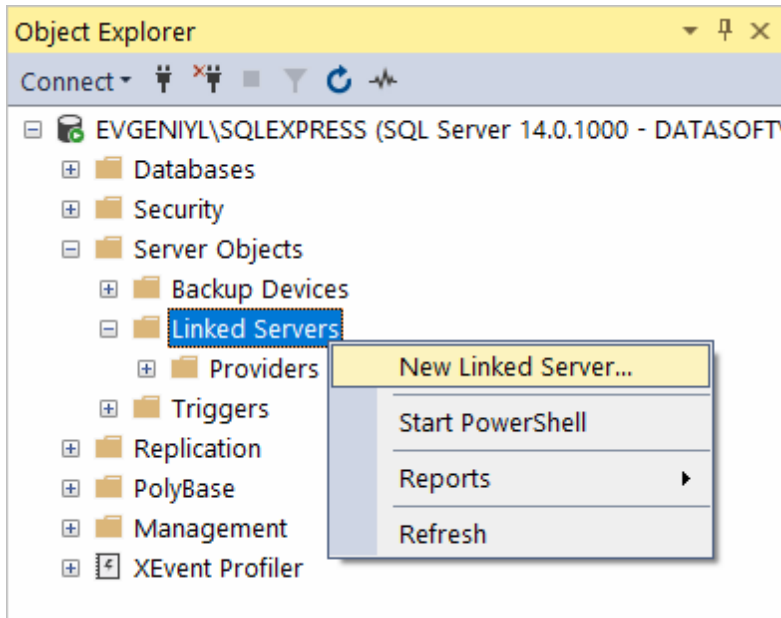 Object Explorer
Connect
EVGENIYL\SQLEXPRESS (SQL Server 14.0.1000 - DATASOFT
Databases
Security
Server Objects
Backup Devices
Linked Servers
Providers
New Linked Server...
Triggers
Start PowerShell
Replication
Reports
PolyBase
Management
Refresh
XEvent Profiler